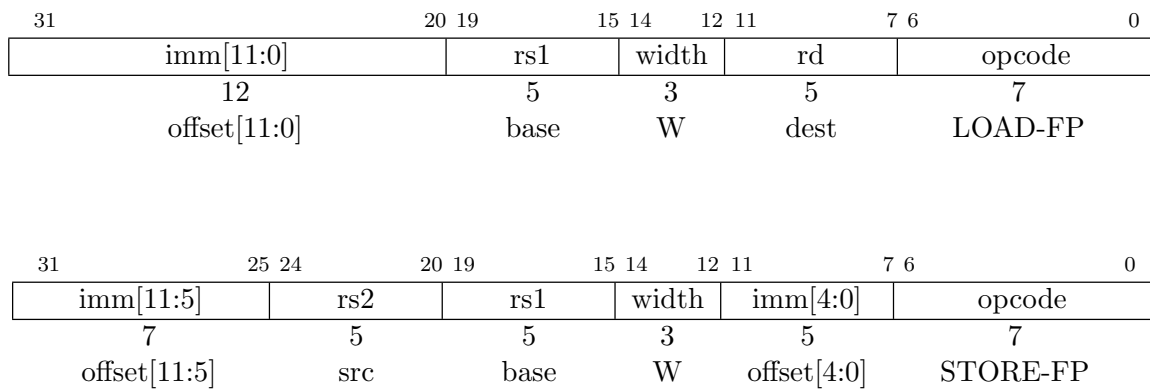 31 20 19 15 14 12 11 7 6 0
imm[11:0] rs1 width rd opcode
12 5 3 5 7
offset[11:0] base W dest LOAD-FP
31 25 24 20 19 15 14 12 11 7 6 0
imm[11:5] rs2 rs1 width imm[4:0] opcode
7 5 5 3 5 7
offset[11:5] src base W offset[4:0] STORE-FP